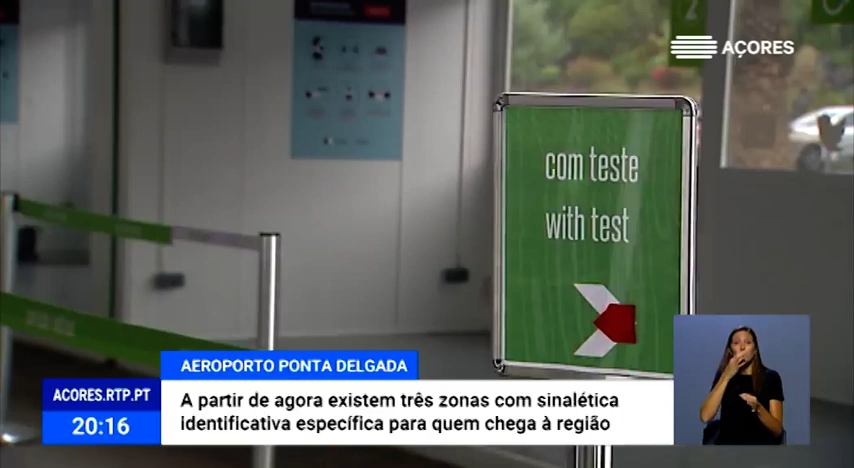 AÇORES
com teste
with test
AEROPORTO PONTA DELGADA
ACORES.RTP.PT
20:16
A partir de agora existem três zonas com sinalética
identificativa específica para quem chega à região